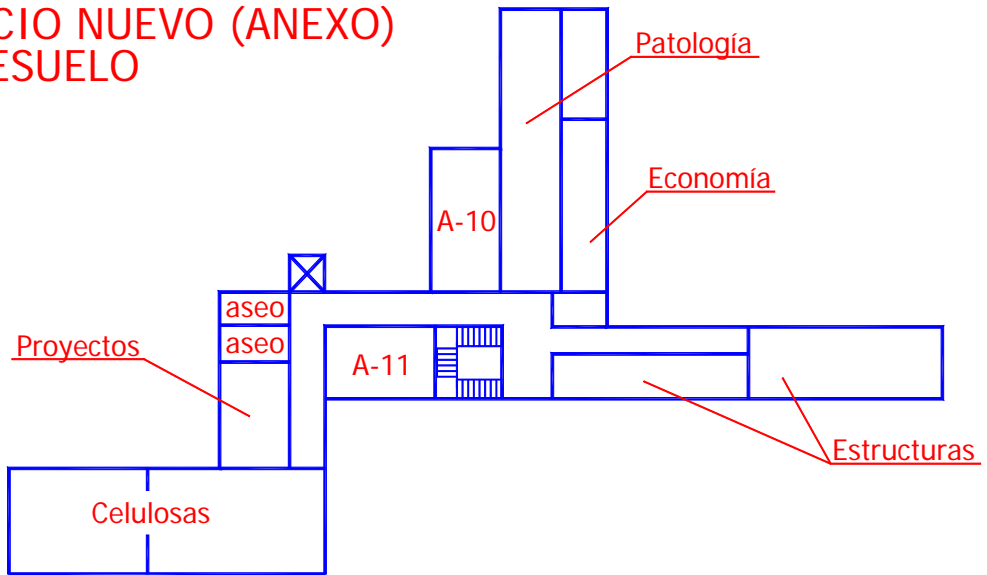 CIO NUEVO (ANEXO)
ESUELO
Patología
Economía
A-10
aseo
aseo
Proyectos
A-11
Estructuras
Celulosas